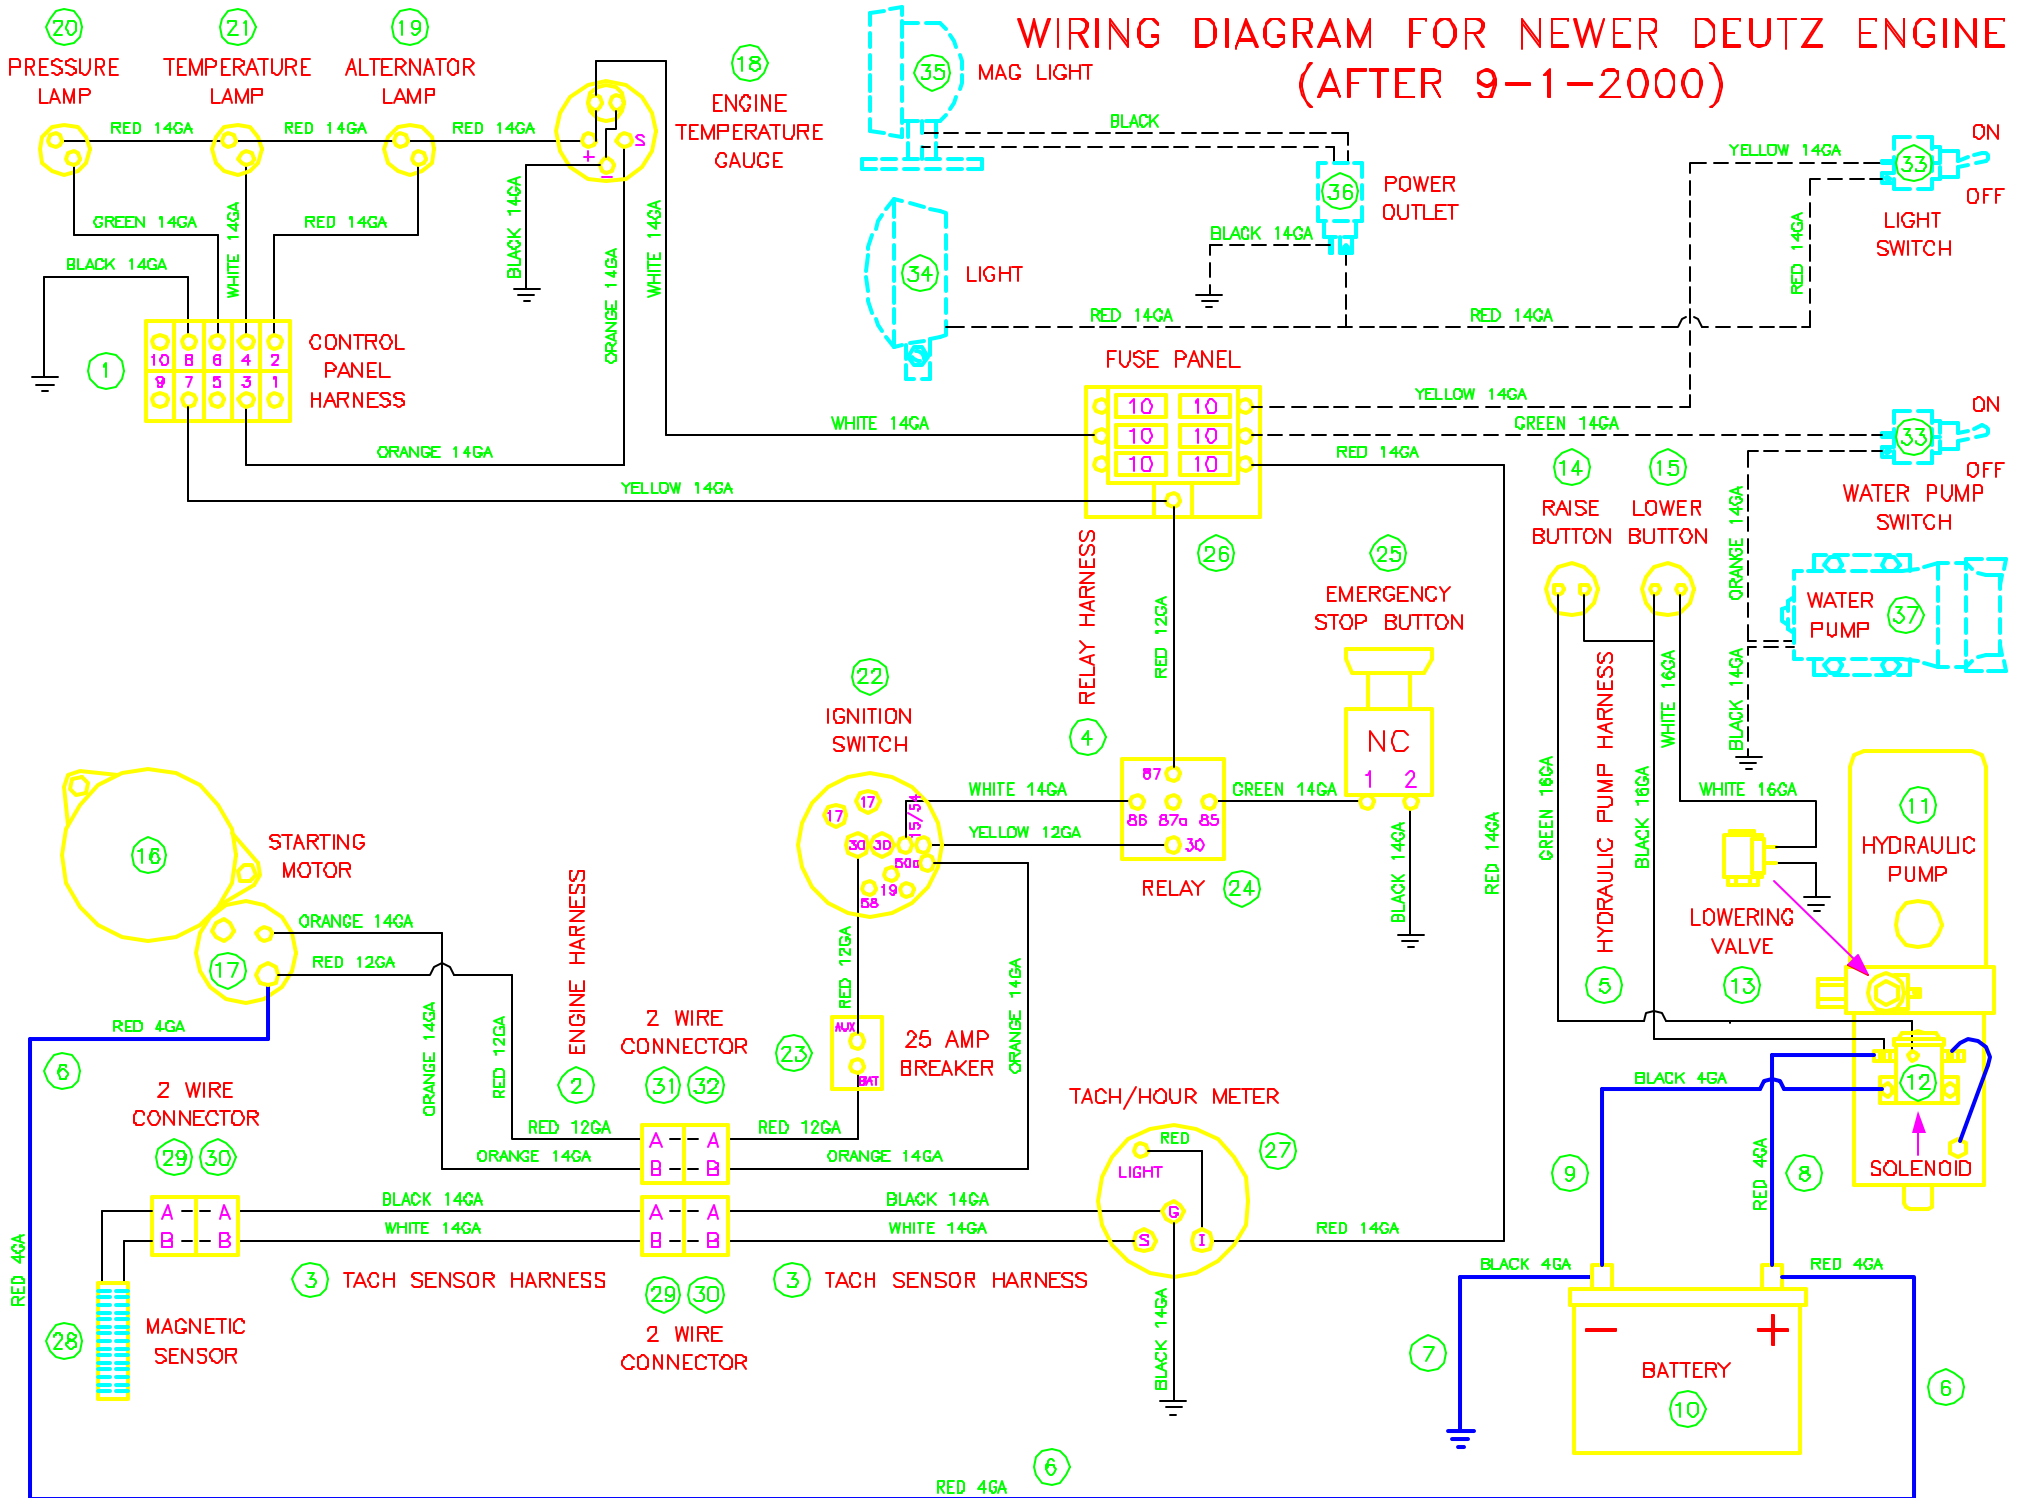 WIRING DIAGRAM FOR NEWER DEUTZ ENGINE
(AFTER 9-1-2000)
20
PRESSURE
LAMP
21
TEMPERATURE
LAMP
19
ALTERNATOR
LAMP
18
ENGINE
TEMPERATURE
GAUGE
35
MAG LIGHT
RED 14GA
RED 14GA
RED 14GA
+
S
-
BLACK
YELLOW 14GA
33
ON
OFF
LIGHT
SWITCH
36
POWER
OUTLET
GREEN 14GA
WHITE 14GA
RED 14GA
BLACK 14GA
BLACK 14GA
ORANGE 14GA
WHITE 14GA
34
LIGHT
BLACK 14GA
RED 14GA
RED 14GA
RED 14GA
1
10 8 6 4 2
9 7 5 3 1
CONTROL
PANEL
HARNESS
FUSE PANEL
10 10
10 10
10 10
WHITE 14GA
YELLOW 14GA
GREEN 14GA
RED 14GA
33
ON
OFF
WATER PUMP
SWITCH
ORANGE 14GA
YELLOW 14GA
14
RAISE
BUTTON
15
LOWER
BUTTON
ORANGE 14GA
RELAY HARNESS
4
26
RED 12GA
25
EMERGENCY
STOP BUTTON
NC
1 2
WATER
PUMP
37
BLACK 14GA
22
IGNITION
SWITCH
17
17
30
30
15/54
50a
19
58
WHITE 14GA
YELLOW 12GA
87
86 87a 85
30
RELAY
24
GREEN 14GA
BLACK 14GA
RED 14GA
GREEN 16GA
HYDRAULIC PUMP HARNESS
5
BLACK 16GA
WHITE 16GA
WHITE 16GA
11
HYDRAULIC
PUMP
LOWERING
VALVE
13
16
STARTING
MOTOR
17
ORANGE 14GA
RED 12GA
RED 4GA
6
ORANGE 14GA
RED 12GA
ENGINE HARNESS
2
RED 12GA
ORANGE 14GA
2 WIRE
CONNECTOR
31 32
23
AUX
BAT
25 AMP
BREAKER
RED 12GA
ORANGE 14GA
2 WIRE
CONNECTOR
29 30
RED 12GA
ORANGE 14GA
A A
B B
TACH/HOUR METER
27
RED
LIGHT
G
S
I
12
SOLENOID
BLACK 4GA
9
RED 4GA
8
A A
B B
BLACK 14GA
WHITE 14GA
A A
B B
BLACK 14GA
WHITE 14GA
RED 14GA
3 TACH SENSOR HARNESS
29 30
2 WIRE
CONNECTOR
3 TACH SENSOR HARNESS
BLACK 14GA
RED 4GA
28
MAGNETIC
SENSOR
BLACK 4GA
RED 4GA
7
- +
BATTERY
10
6
6
RED 4GA